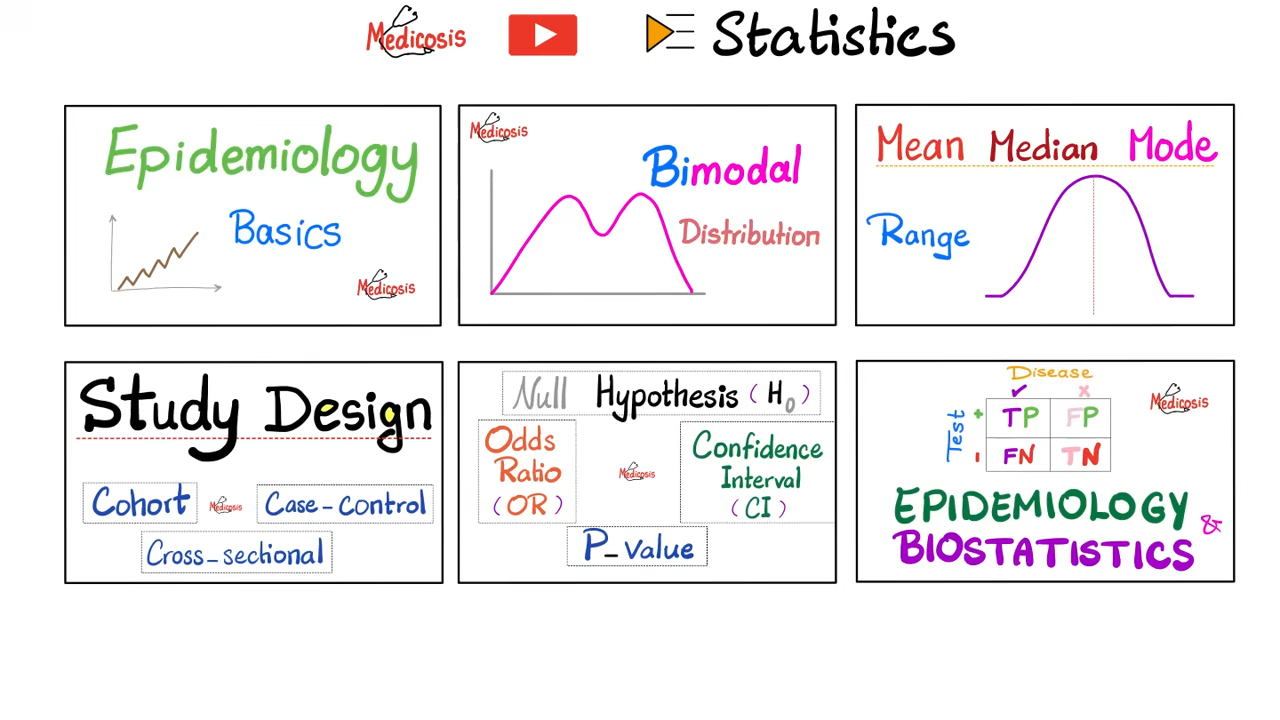 Medicosis Statistics
Epidemiology
Basics
Medicosis
Medicosis
Bimodal
Distribution
Mean Median Mode
Range
Study Design
Cohort Medicosis Case-control
Cross-sectional
Null Hypothesis (H0)
Odds
Ratio
(OR)
Medicosis
Confidence
Interval
(CI)
P-value
Disease
✓ x
Test
+ TP FP
- FN TN
Medicosis
EPIDEMIOLOGY &
BIOSTATISTICS